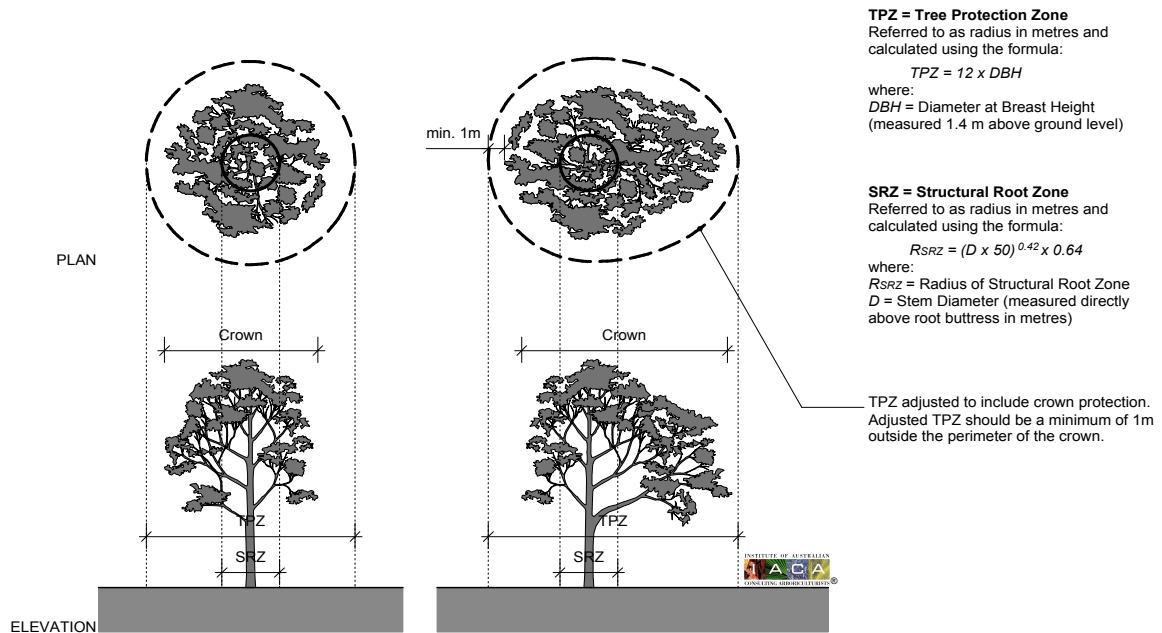 TPZ = Tree Protection Zone
Referred to as radius in metres and
calculated using the formula:
TPZ = 12 x DBH
where:
DBH = Diameter at Breast Height
(measured 1.4 m above ground level)
min. 1m
SRZ = Structural Root Zone
Referred to as radius in metres and
calculated using the formula:
RSRZ = (D x 50) 0.42 x 0.64
where:
RSRZ = Radius of Structural Root Zone
D = Stem Diameter (measured directly
above root buttress in metres)
PLAN
Crown
Crown
TPZ adjusted to include crown protection.
Adjusted TPZ should be a minimum of 1m
outside the perimeter of the crown.
TPZ
TPZ
SRZ
SRZ
INSTITUTE OF AUSTRALIAN
IACA
CONSULTING ARBORICULTURISTS®
ELEVATION